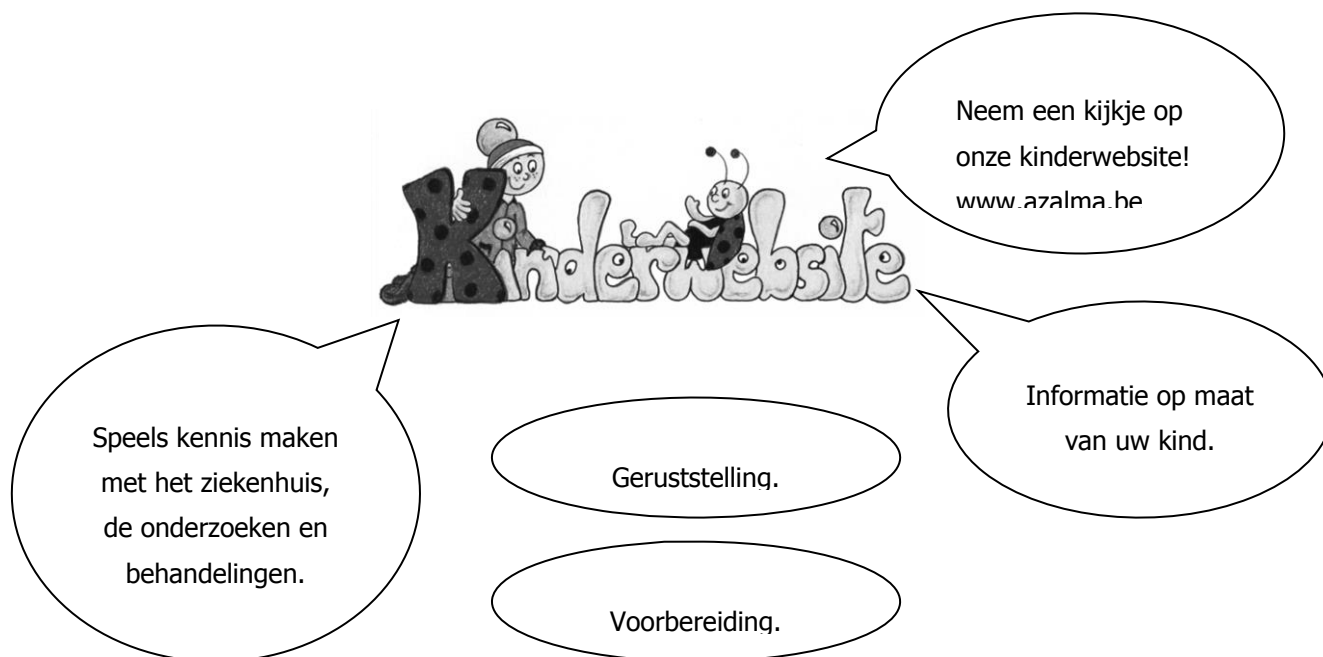 Neem een kijkje op
onze kinderwebsite!
www.azalma.be
Kinderwebsite
Informatie op maat
van uw kind.
Speels kennis maken
met het ziekenhuis,
de onderzoeken en
behandelingen.
Geruststelling.
Voorbereiding.